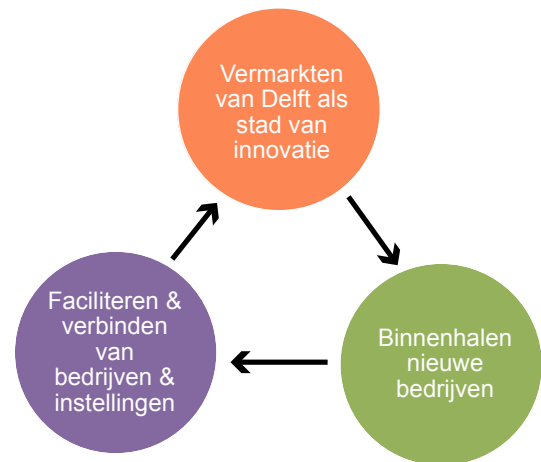 Vermarkten
van Delft als
stad van
innovatie
Faciliteren &
verbinden
van
bedrijven &
instellingen
Binnenhalen
nieuwe
bedrijven